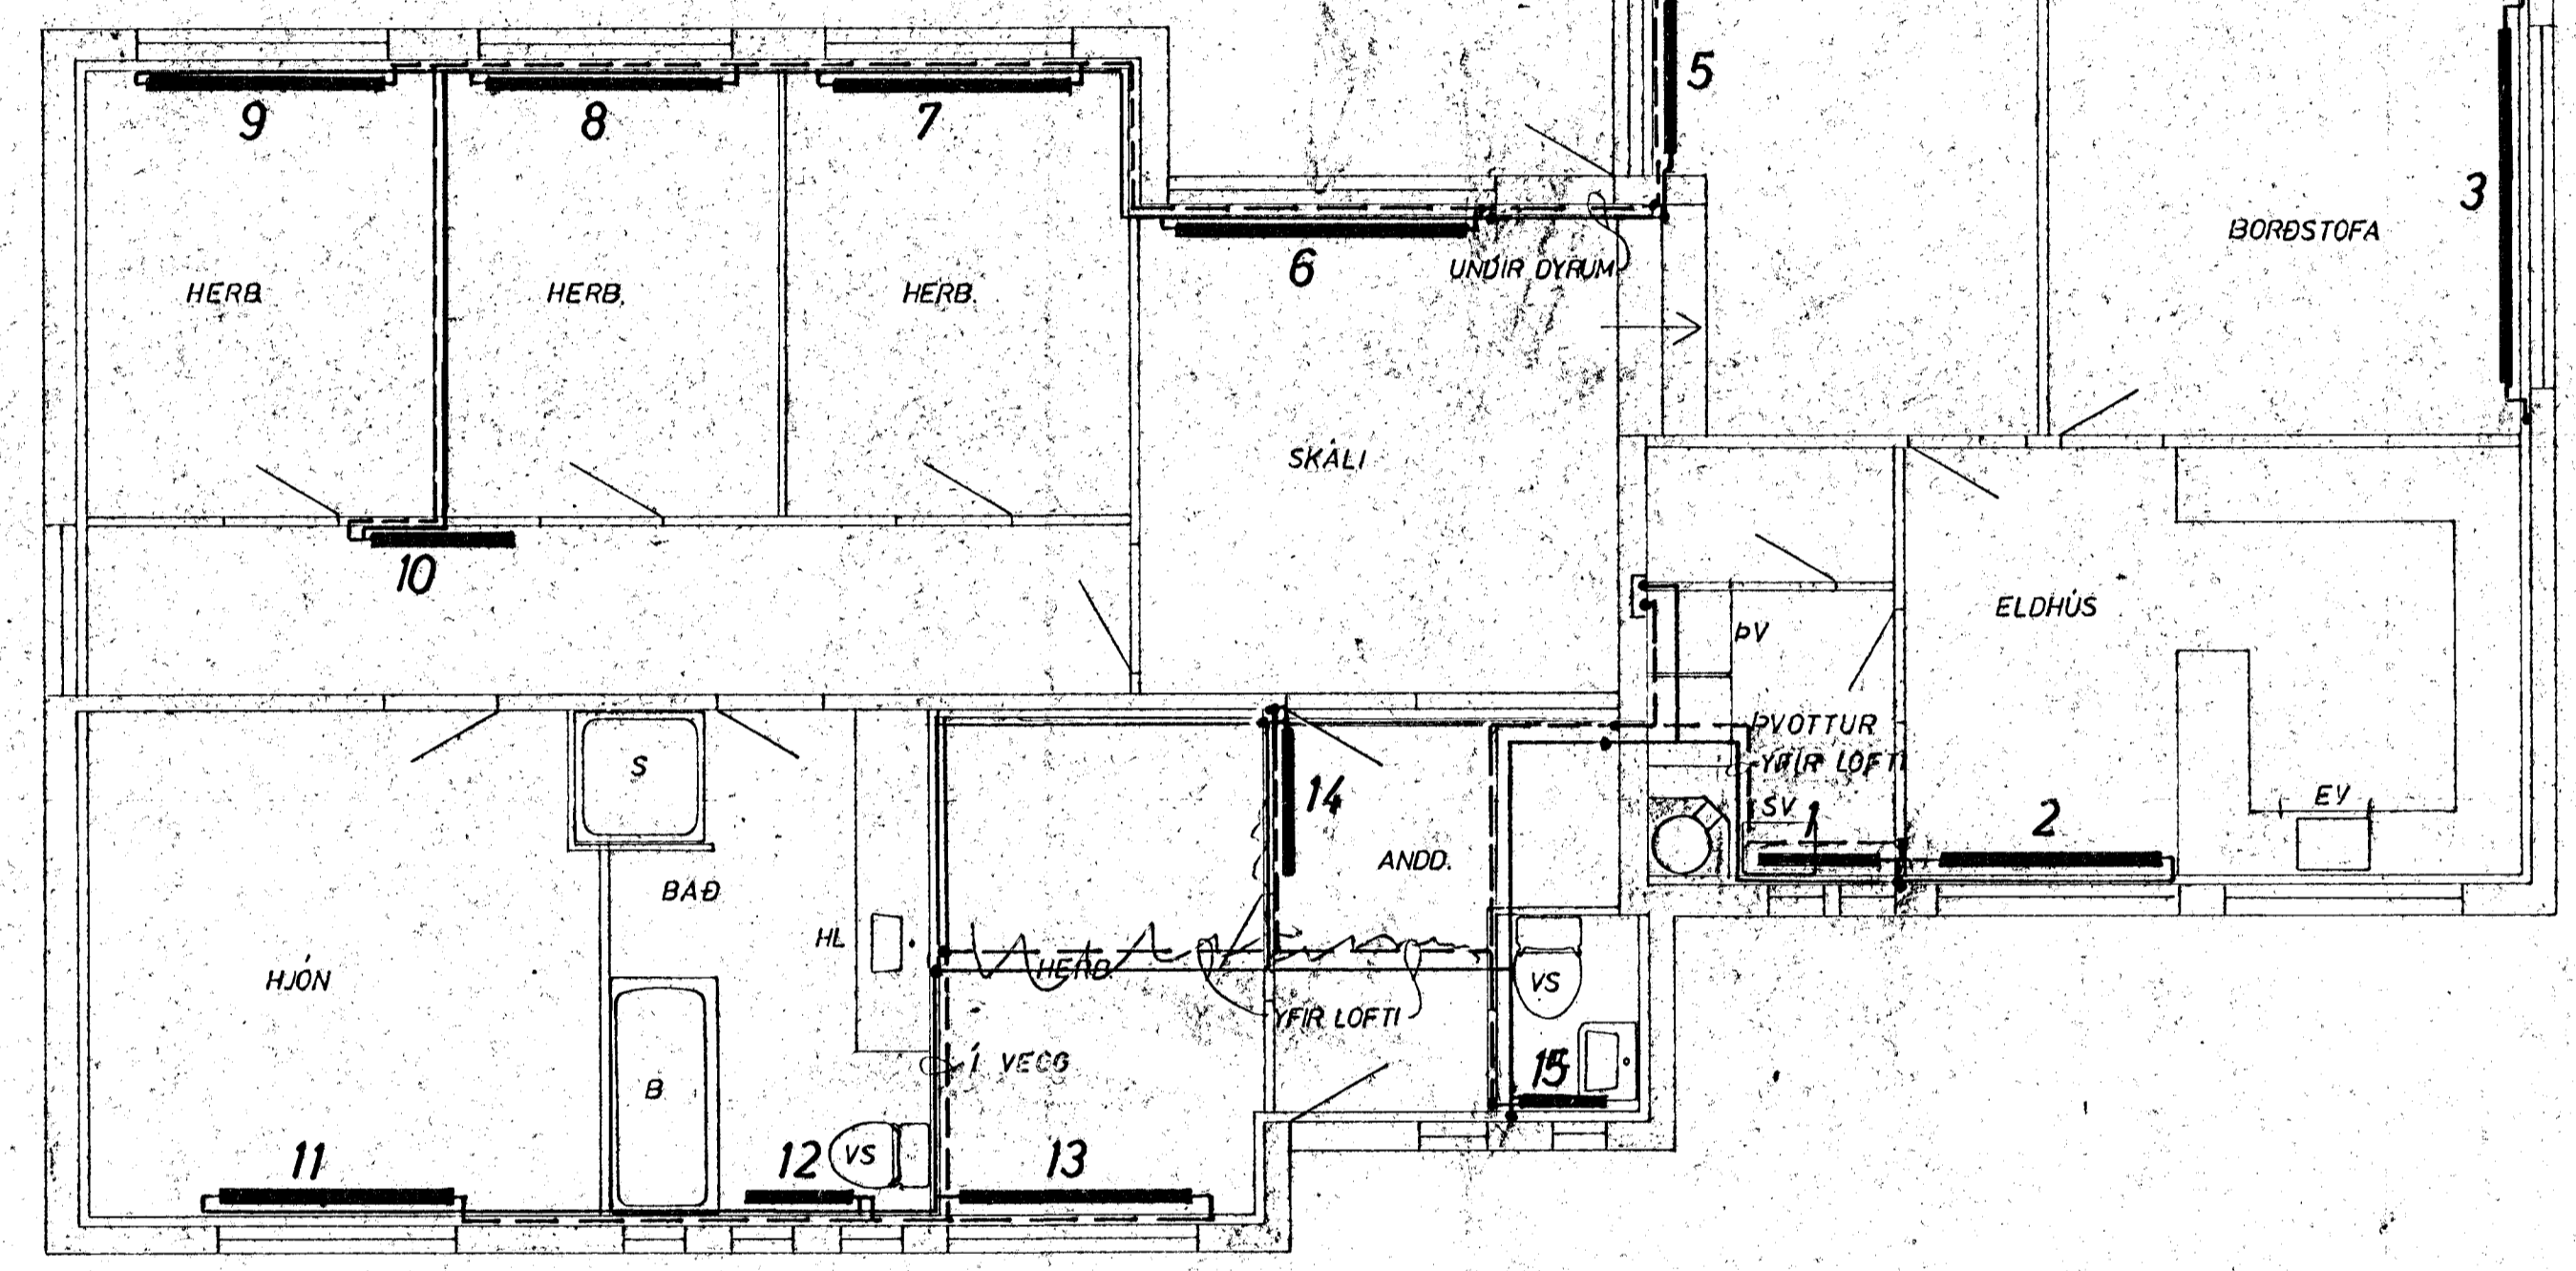 5
9
8
7
3
BORÐSTOFA
6
UNDIR DYRUM
HERB.
HERB.
HERB.
SKÁLI
10
ELDHÚS
ÞV
ÞVOTTUR
YFIR LOFTI
S
14
SV
1
2
EY
ANDD.
BAÐ
HL
HJÓN
HERB.
VS
YFIR LOFTI
Í VEGG
B
15
11
12
VS
13